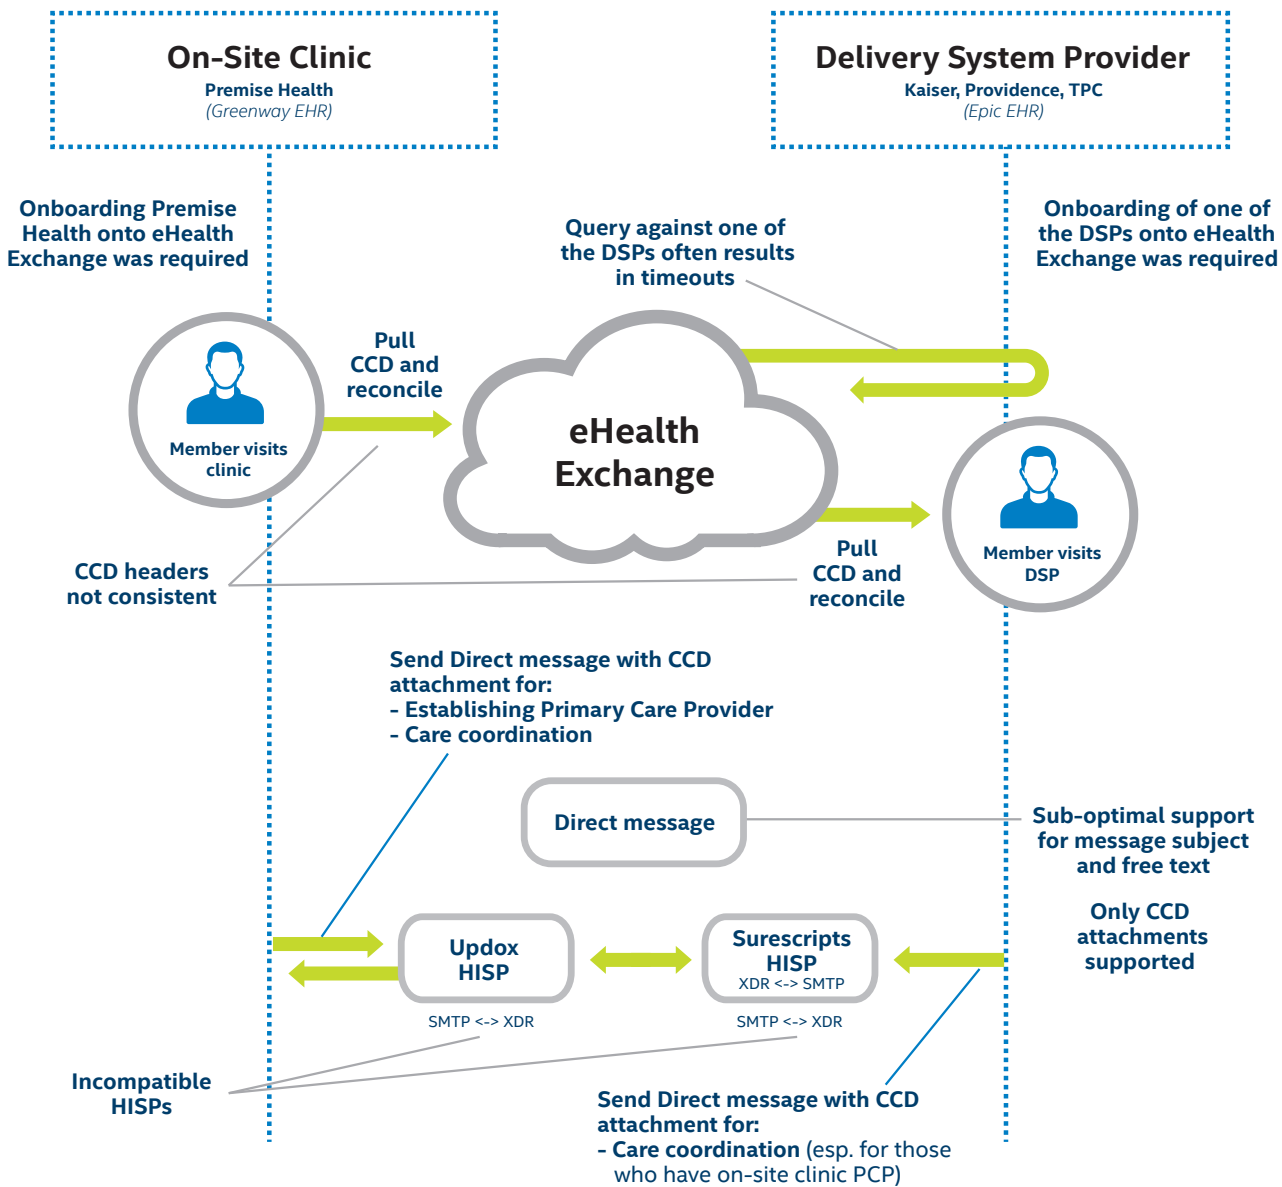 On-Site Clinic
Premise Health
(Greenway EHR)
Delivery System Provider
Kaiser, Providence, TPC
(Epic EHR)
Onboarding Premise
Health onto eHealth
Exchange was required
Query against one of
the DSPs often results
in timeouts
Onboarding of one of
the DSPs onto eHealth
Exchange was required
Pull
CCD and
reconcile
Member visits
clinic
eHealth
Exchange
Member visits
DSP
Pull
CCD and
reconcile
CCD headers
not consistent
Send Direct message with CCD
attachment for:
- Establishing Primary Care Provider
- Care coordination
Direct message
Sub-optimal support
for message subject
and free text
Only CCD
attachments
supported
Updox
HISP
SMTP <-> XDR
Surescripts
HISP
XDR <-> SMTP
SMTP <-> XDR
Incompatible
HISPs
Send Direct message with CCD
attachment for:
- Care coordination (esp. for those
who have on-site clinic PCP)